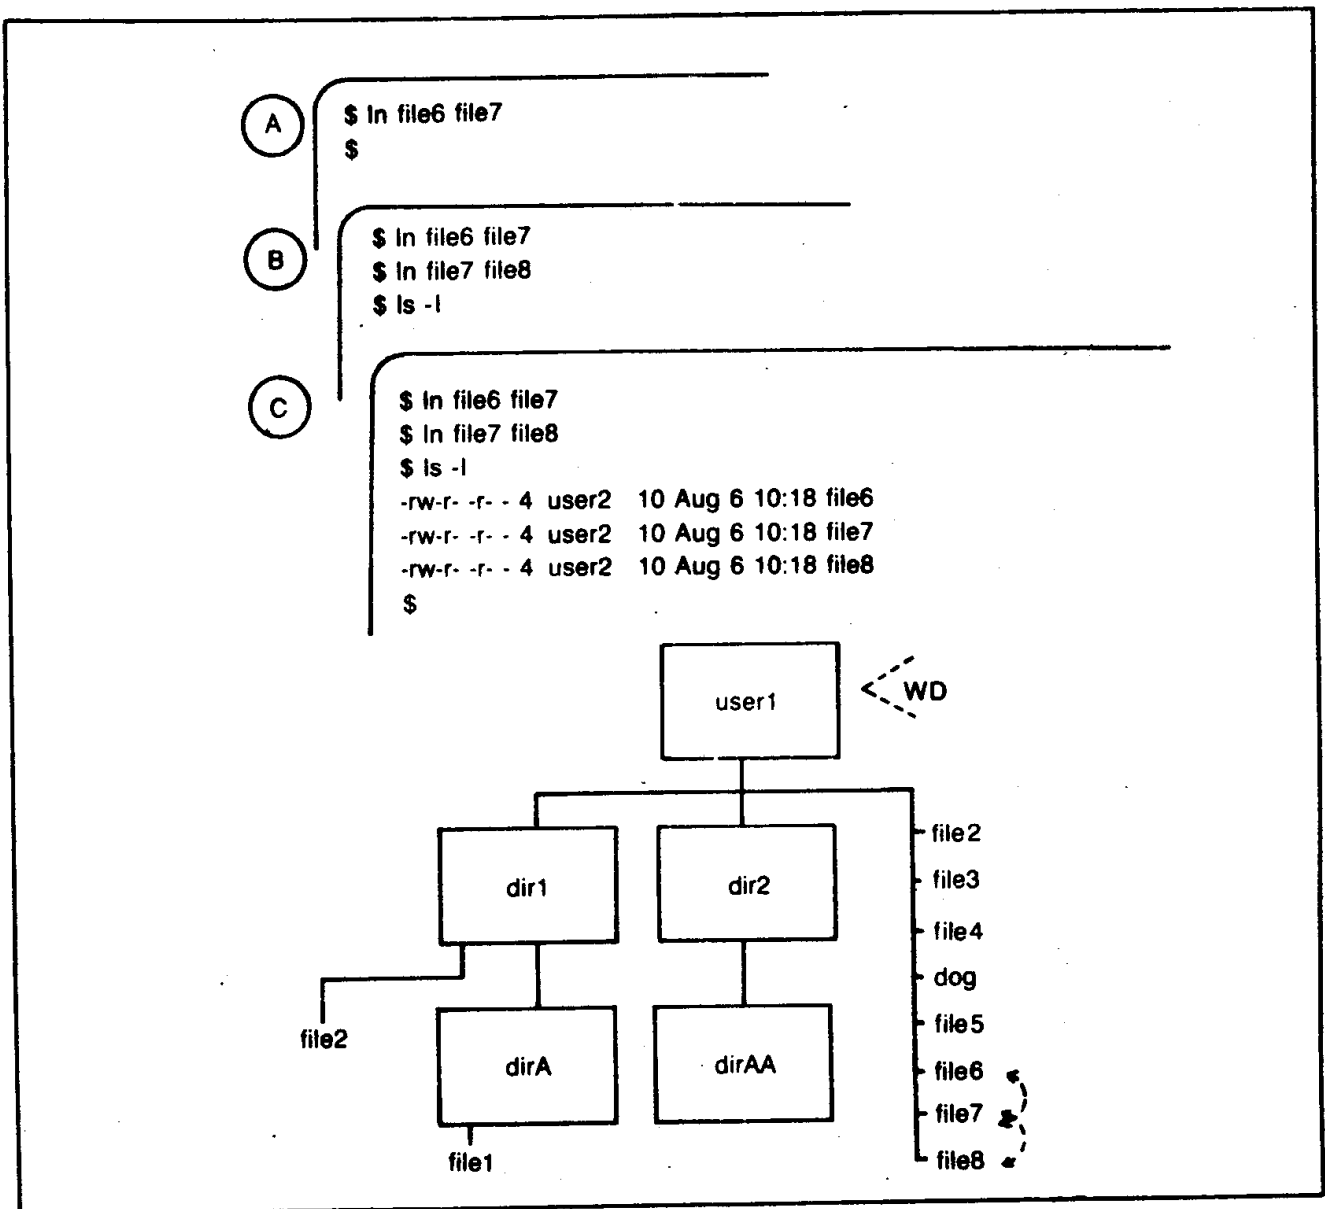 A
$ ln file6 file7
$
B
$ ln file6 file7
$ ln file7 file8
$ ls -l
C
$ ln file6 file7
$ ln file7 file8
$ ls -l
-rw-r- -r- - 4 user2 10 Aug 6 10:18 file6
-rw-r- -r- - 4 user2 10 Aug 6 10:18 file7
-rw-r- -r- - 4 user2 10 Aug 6 10:18 file8
$
user1
WD
dir1
dir2
file2
file3
file4
dog
file5
file6
file7
file8
file2
dirA
dirAA
file1